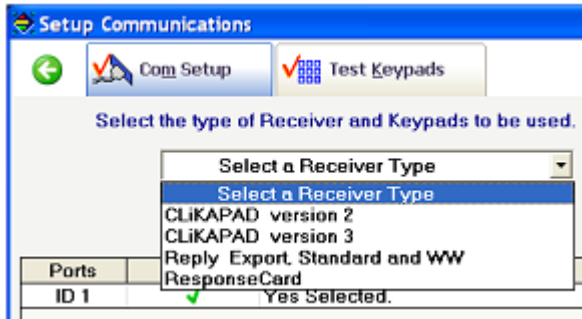 Setup Communications
Com Setup
Test Keypads
Select the type of Receiver and Keypads to be used.
Select a Receiver Type
Select a Receiver Type
CLiKAPAD version 2
CLiKAPAD version 3
Reply Export, Standard and WW
ResponseCard
Ports
ID 1 Yes Selected.